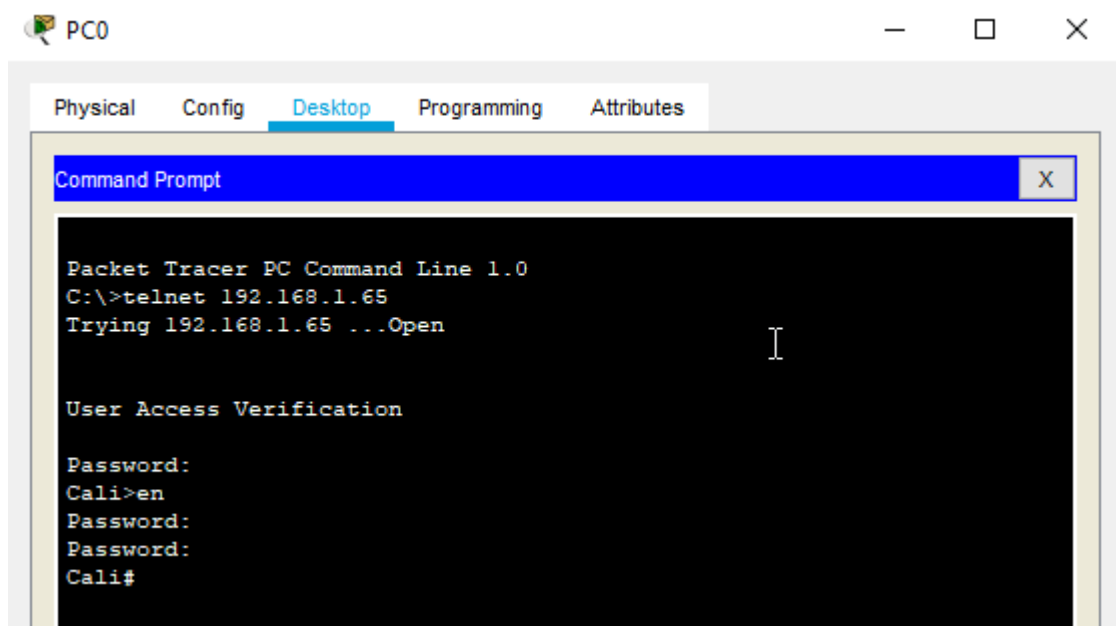 PC0
Physical Config Desktop Programming Attributes
Command Prompt X
Packet Tracer PC Command Line 1.0
C:\>telnet 192.168.1.65
Trying 192.168.1.65 ...Open
User Access Verification
Password:
Cali>en
Password:
Password:
Cali#